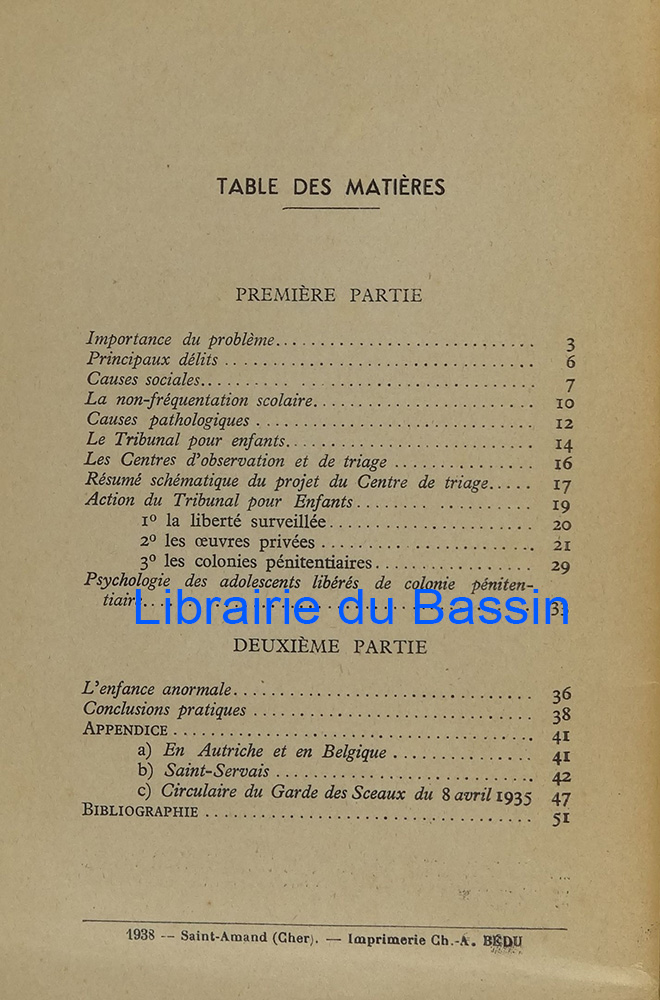 TABLE DES MATIÈRES
PREMIÈRE PARTIE
Importance du problème............................ 3
Principaux délits .................................. 6
Causes sociales.................................... 7
La non-fréquentation scolaire........................ 10
Causes pathologiques .............................. 12
Le Tribunal pour enfants........................... 14
Les Centres d'observation et de triage ............... 16
Résumé schématique du projet du Centre de triage..... 17
Action du Tribunal pour Enfants.................... 19
1º la liberté surveillée...................... 20
2º les œuvres privées ....................... 21
3º les colonies pénitentiaires................. 29
Psychologie des adolescents libérés de colonie péniten-
Librairie du Bassin
DEUXIÈME PARTIE
L'enfance anormale................................. 36
Conclusions pratiques .............................. 38
APPENDICE ....................................... 41
a) En Autriche et en Belgique ............... 41
b) Saint-Servais ............................ 42
c) Circulaire du Garde des Sceaux du 8 avril 1935 47
BIBLIOGRAPHIE ................................... 51
1938 -- Saint-Amand (Cher). — Imprimerie Ch.-A. BÉDU